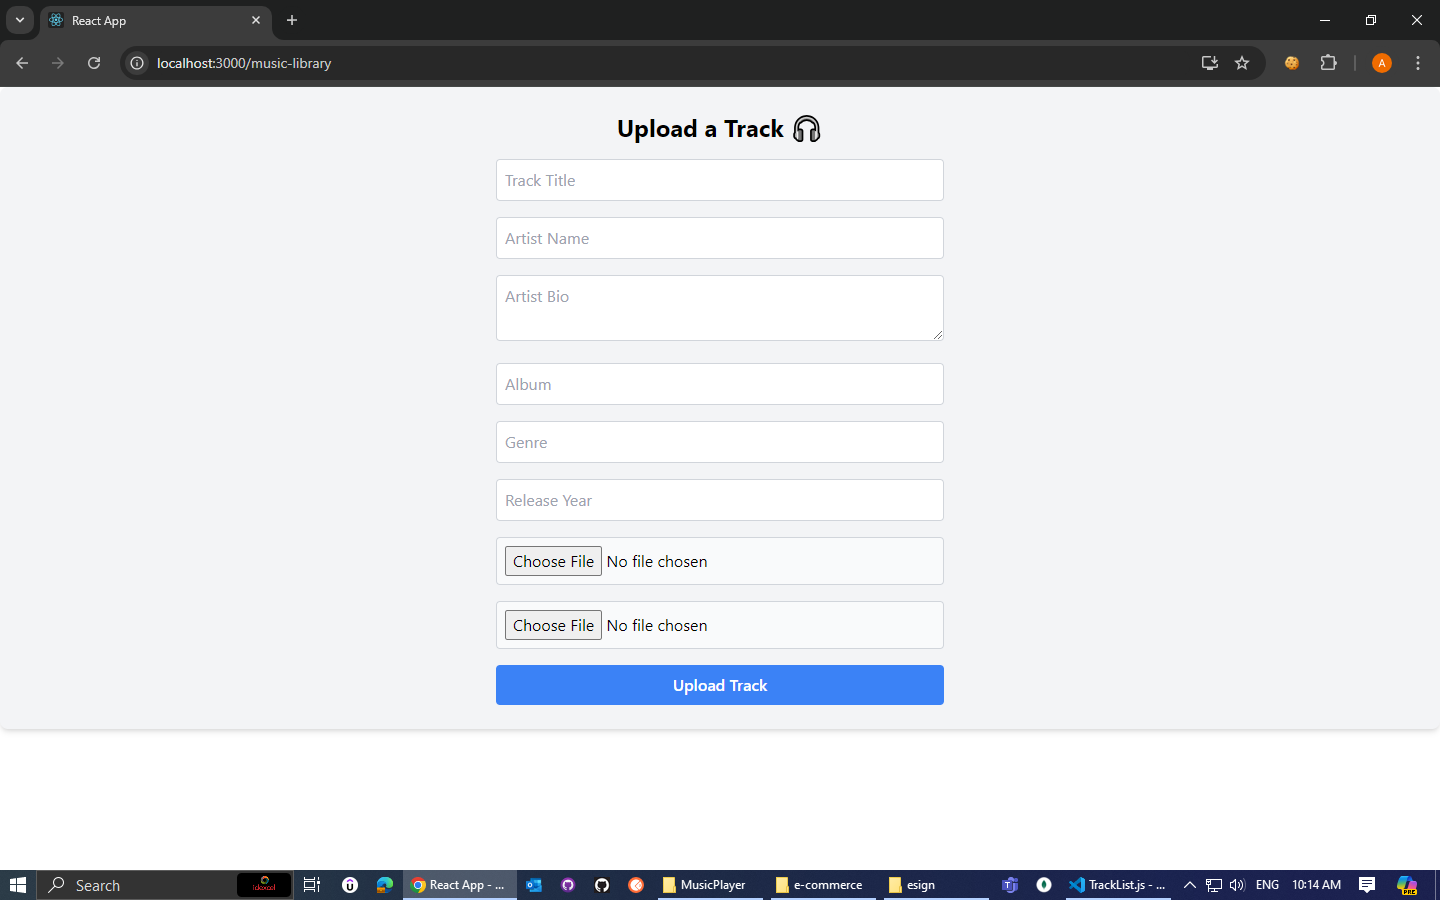 React App
localhost:3000/music-library
A
Upload a Track
Track Title
Artist Name
Artist Bio
Album
Genre
Release Year
Choose File No file chosen
Choose File No file chosen
Upload Track
Search
React App - ...
MusicPlayer
e-commerce
esign
TrackList.js - ...
ENG
10:14 AM
PRE